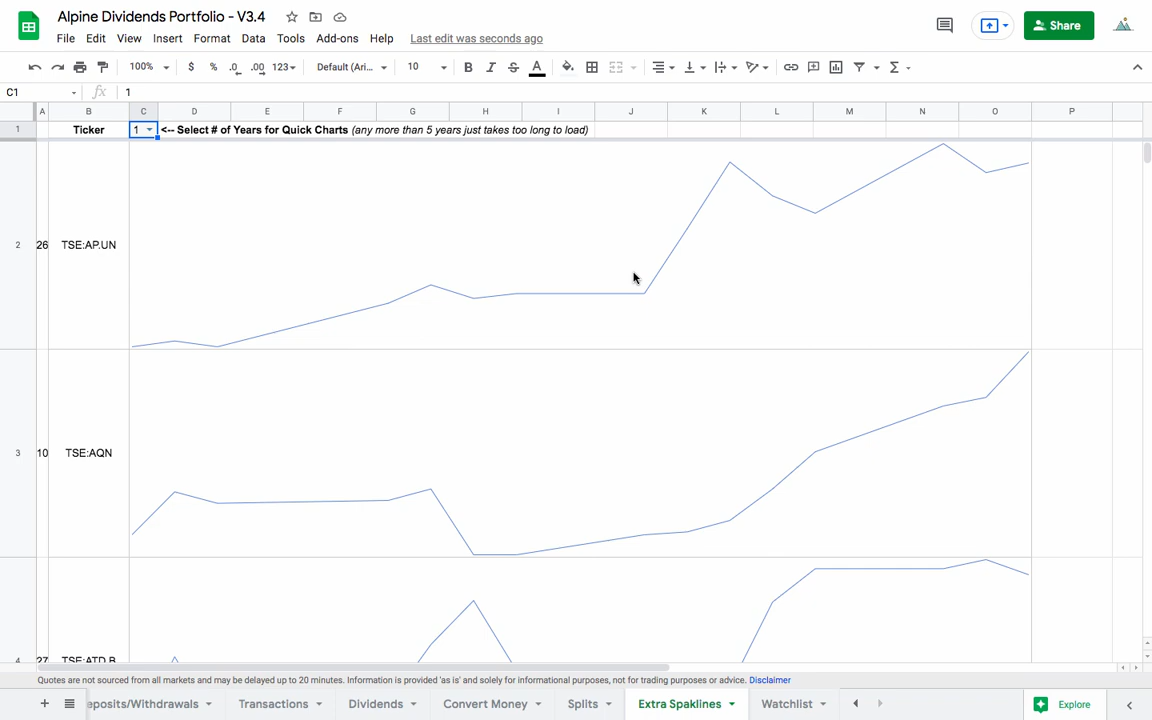 Alpine Dividends Portfolio - V3.4
File Edit View Insert Format Data Tools Add-ons Help Last edit was seconds ago
Share
100% $ % .0 .00 123 Default (Ari... 10 B I S A Σ
C1 fx 1
A B C D E F G H I J K L M N O P
1 Ticker 1 <-- Select # of Years for Quick Charts (any more than 5 years just takes too long to load)
2 26 TSE:AP.UN
3 10 TSE:AQN
4 27 TSE:ATD.B
Quotes are not sourced from all markets and may be delayed up to 20 minutes. Information is provided 'as is' and solely for informational purposes, not for trading purposes or advice. Disclaimer
eposits/Withdrawals Transactions Dividends Convert Money Splits Extra Spaklines Watchlist Explore